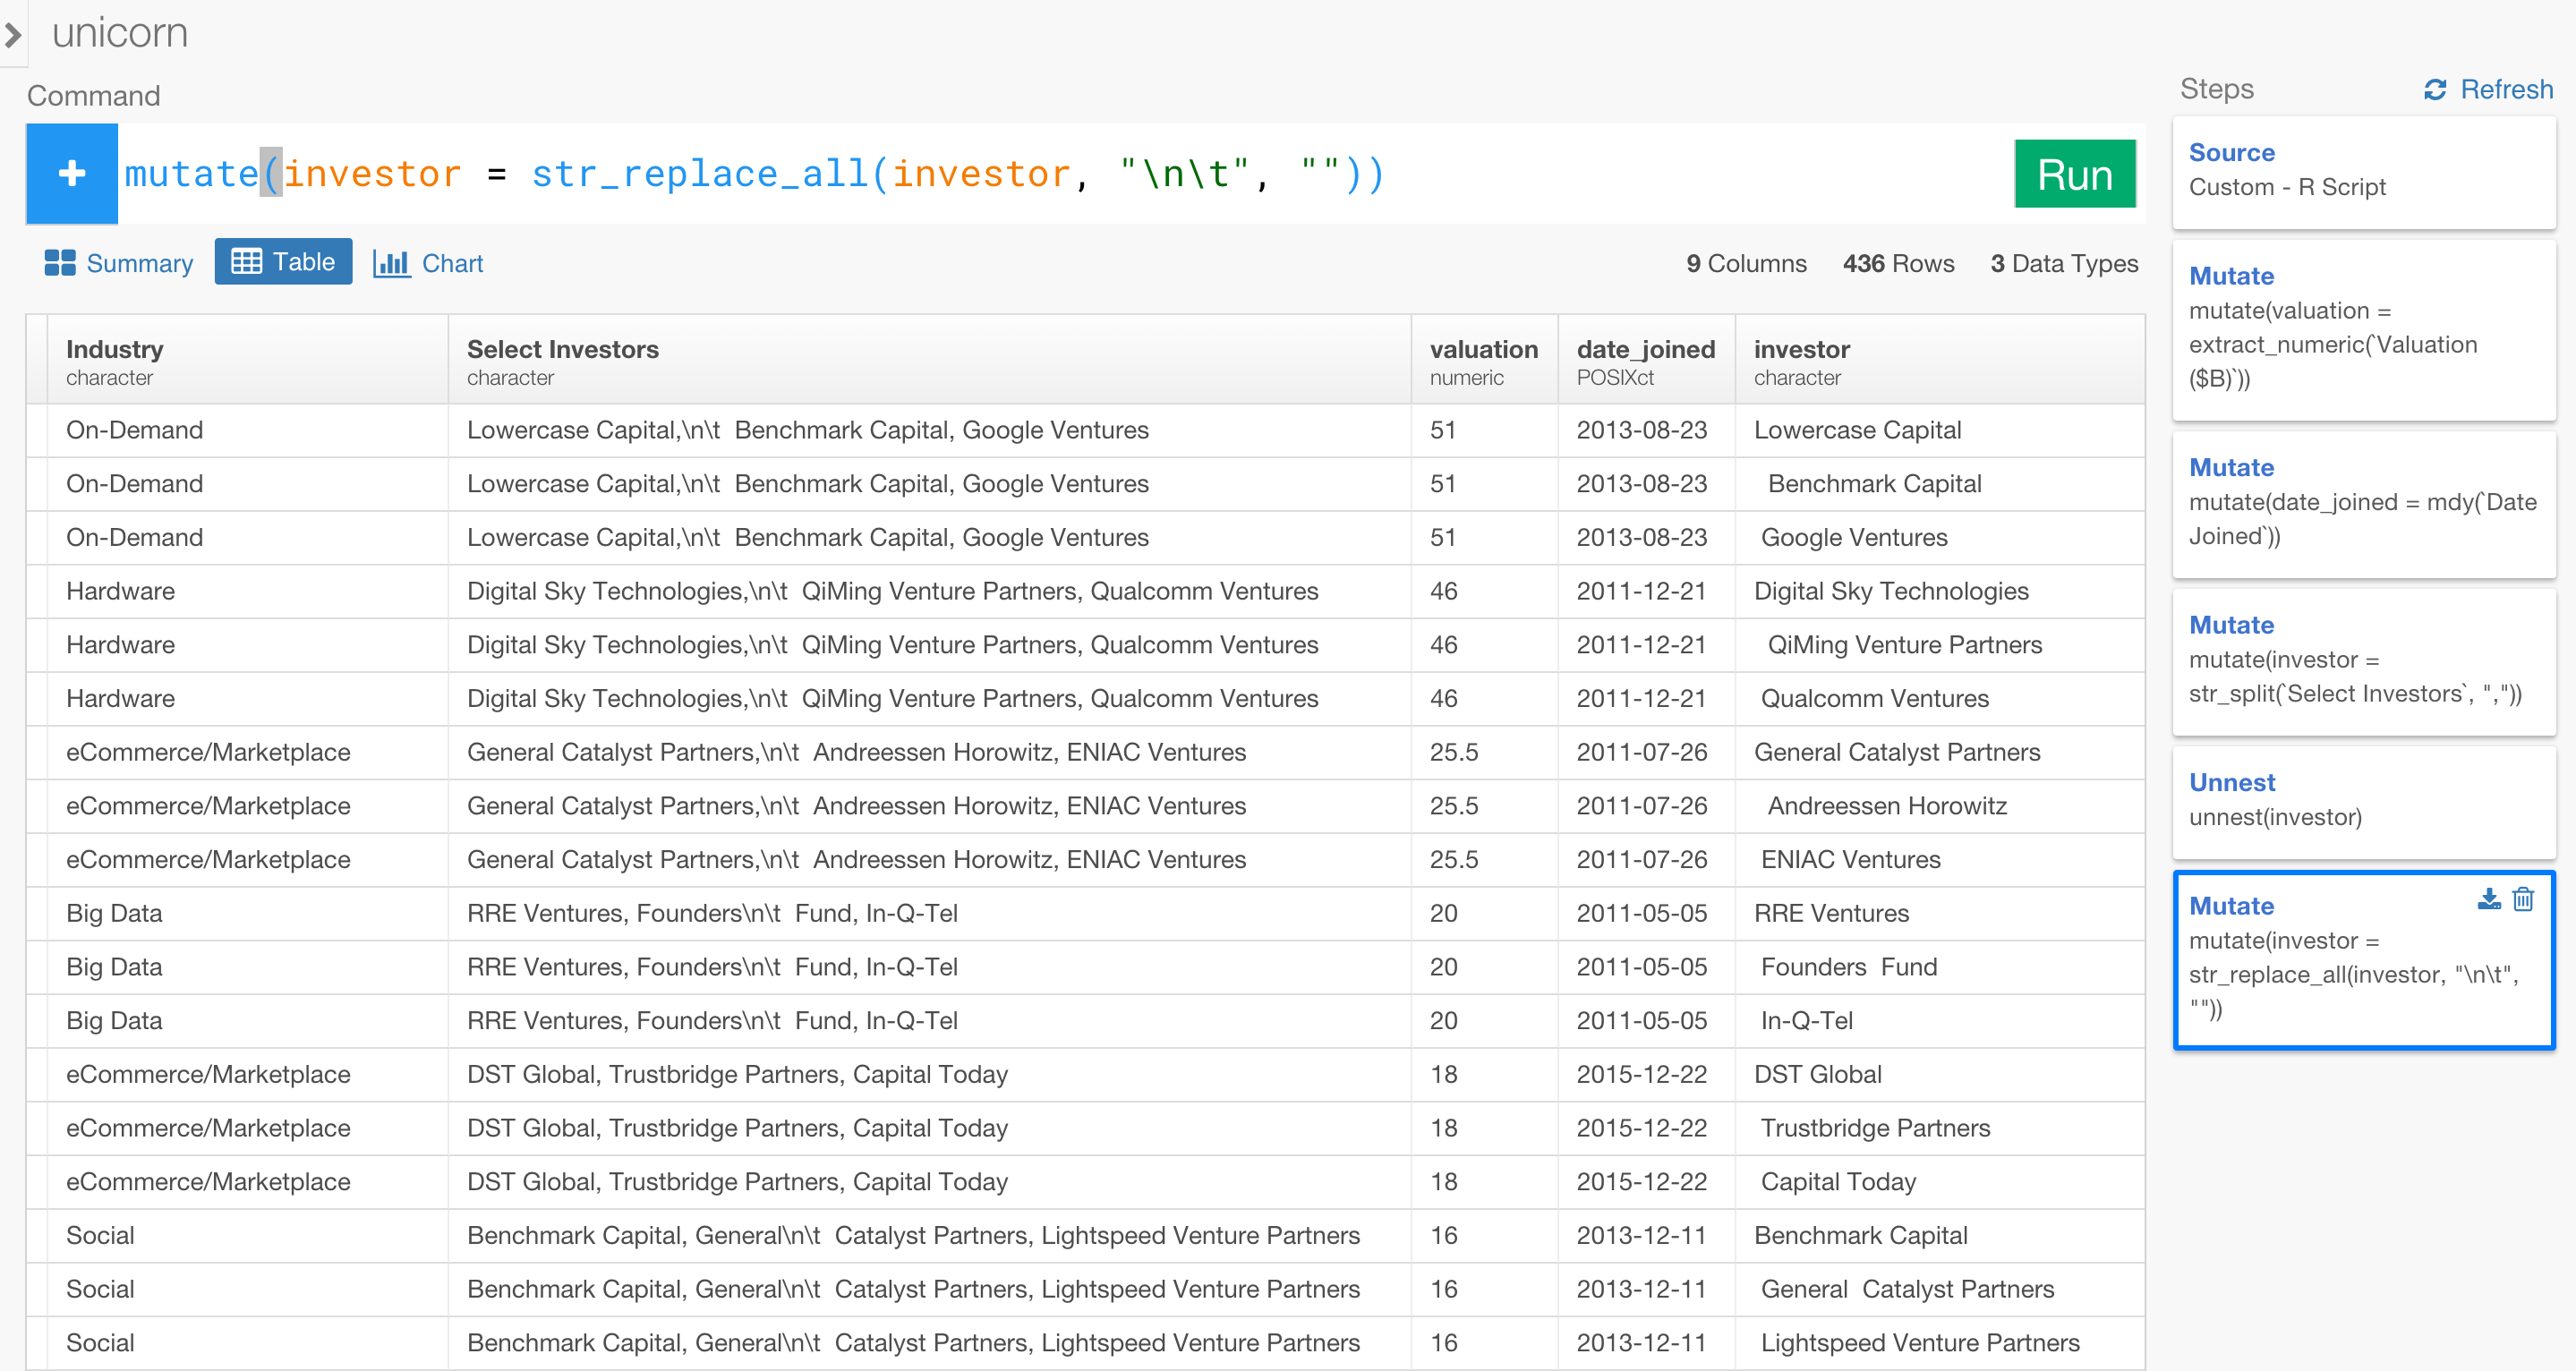 unicorn
Command
Steps
Refresh
+ mutate(investor = str_replace_all(investor, "\n\t", ""))
Run
Summary
Table
Chart
9 Columns 436 Rows 3 Data Types
Industry Select Investors valuation date_joined investor
character character numeric POSIXct character
On-Demand Lowercase Capital,\n\t  Benchmark Capital, Google Ventures 51 2013-08-23 Lowercase Capital
On-Demand Lowercase Capital,\n\t  Benchmark Capital, Google Ventures 51 2013-08-23 Benchmark Capital
On-Demand Lowercase Capital,\n\t  Benchmark Capital, Google Ventures 51 2013-08-23 Google Ventures
Hardware Digital Sky Technologies,\n\t  QiMing Venture Partners, Qualcomm Ventures 46 2011-12-21 Digital Sky Technologies
Hardware Digital Sky Technologies,\n\t  QiMing Venture Partners, Qualcomm Ventures 46 2011-12-21 QiMing Venture Partners
Hardware Digital Sky Technologies,\n\t  QiMing Venture Partners, Qualcomm Ventures 46 2011-12-21 Qualcomm Ventures
eCommerce/Marketplace General Catalyst Partners,\n\t  Andreessen Horowitz, ENIAC Ventures 25.5 2011-07-26 General Catalyst Partners
eCommerce/Marketplace General Catalyst Partners,\n\t  Andreessen Horowitz, ENIAC Ventures 25.5 2011-07-26 Andreessen Horowitz
eCommerce/Marketplace General Catalyst Partners,\n\t  Andreessen Horowitz, ENIAC Ventures 25.5 2011-07-26 ENIAC Ventures
Big Data RRE Ventures, Founders\n\t  Fund, In-Q-Tel 20 2011-05-05 RRE Ventures
Big Data RRE Ventures, Founders\n\t  Fund, In-Q-Tel 20 2011-05-05 Founders  Fund
Big Data RRE Ventures, Founders\n\t  Fund, In-Q-Tel 20 2011-05-05 In-Q-Tel
eCommerce/Marketplace DST Global, Trustbridge Partners, Capital Today 18 2015-12-22 DST Global
eCommerce/Marketplace DST Global, Trustbridge Partners, Capital Today 18 2015-12-22 Trustbridge Partners
eCommerce/Marketplace DST Global, Trustbridge Partners, Capital Today 18 2015-12-22 Capital Today
Social Benchmark Capital, General\n\t  Catalyst Partners, Lightspeed Venture Partners 16 2013-12-11 Benchmark Capital
Social Benchmark Capital, General\n\t  Catalyst Partners, Lightspeed Venture Partners 16 2013-12-11 General  Catalyst Partners
Social Benchmark Capital, General\n\t  Catalyst Partners, Lightspeed Venture Partners 16 2013-12-11 Lightspeed Venture Partners
Source
Custom - R Script
Mutate
mutate(valuation =
extract_numeric(`Valuation
($B)`))
Mutate
mutate(date_joined = mdy(`Date
Joined`))
Mutate
mutate(investor =
str_split(`Select Investors`, ","))
Unnest
unnest(investor)
Mutate
mutate(investor =
str_replace_all(investor, "\n\t",
""))